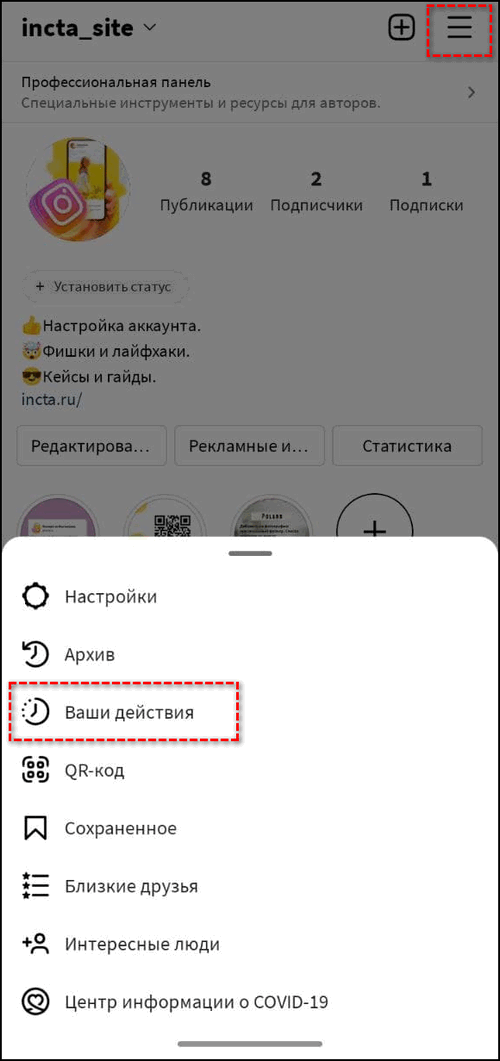 incta_site
Профессиональная панель
Специальные инструменты и ресурсы для авторов.
8
2
1
Публикации
Подписчики
Подписки
+ Установить статус
👍Настройка аккаунта.
🤯Фишки и лайфхаки.
😎Кейсы и гайды.
incta.ru/
Редактирова...
Рекламные и...
Статистика
POLAND
Настройки
Архив
Ваши действия
QR-код
Сохраненное
Близкие друзья
Интересные люди
Центр информации о COVID-19